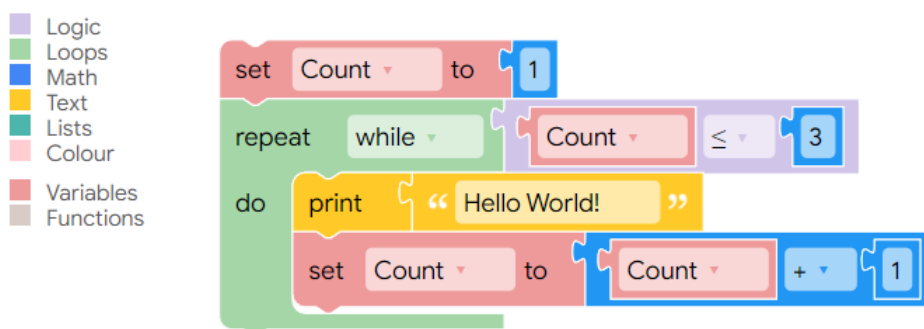 Logic
Loops
Math
Text
Lists
Colour
Variables
Functions
set Count to 1
repeat while Count ≤ 3
do print “ Hello World! ”
set Count to Count + 1